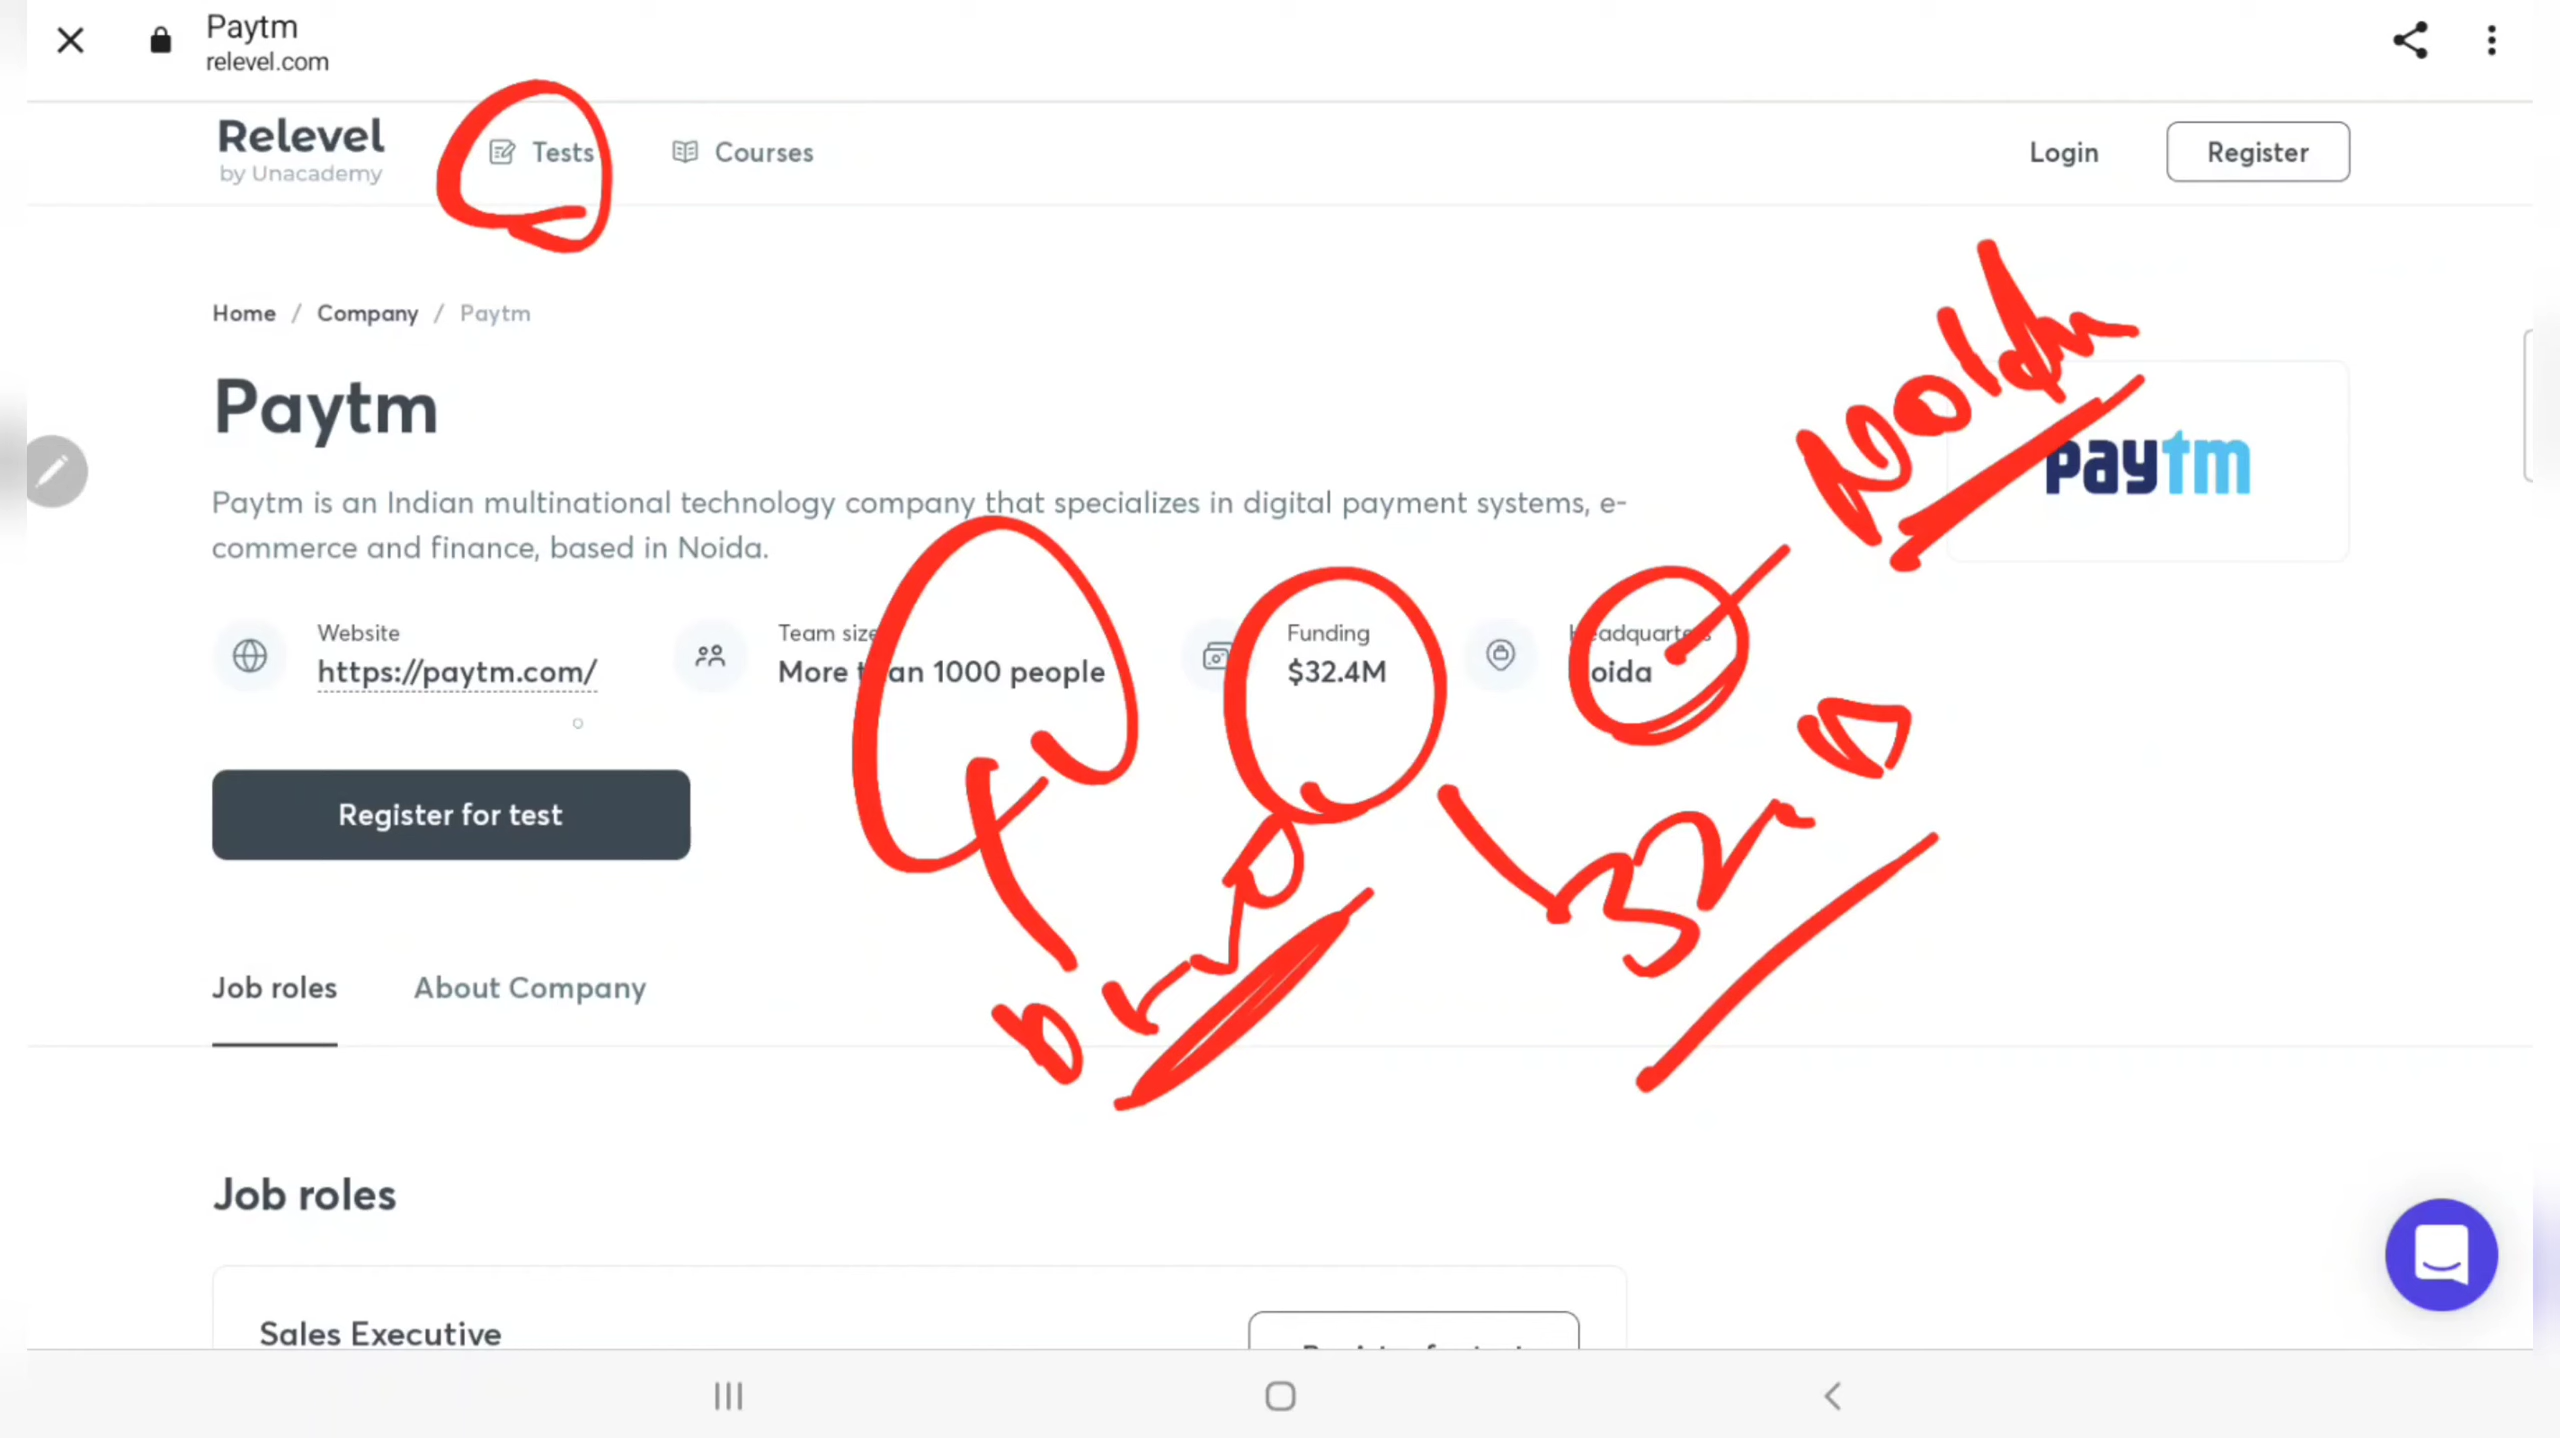 Paytm
relevel.com
Relevel
by Unacademy
Tests
Courses
Login
Register
Home / Company / Paytm
Noida
Paytm
paytm
Paytm is an Indian multinational technology company that specializes in digital payment systems, e-
commerce and finance, based in Noida.
Website
https://paytm.com/
Team size
More than 1000 people
Funding
$32.4M
Headquarters
Noida
Register for test
Job roles
About Company
Job roles
Sales Executive